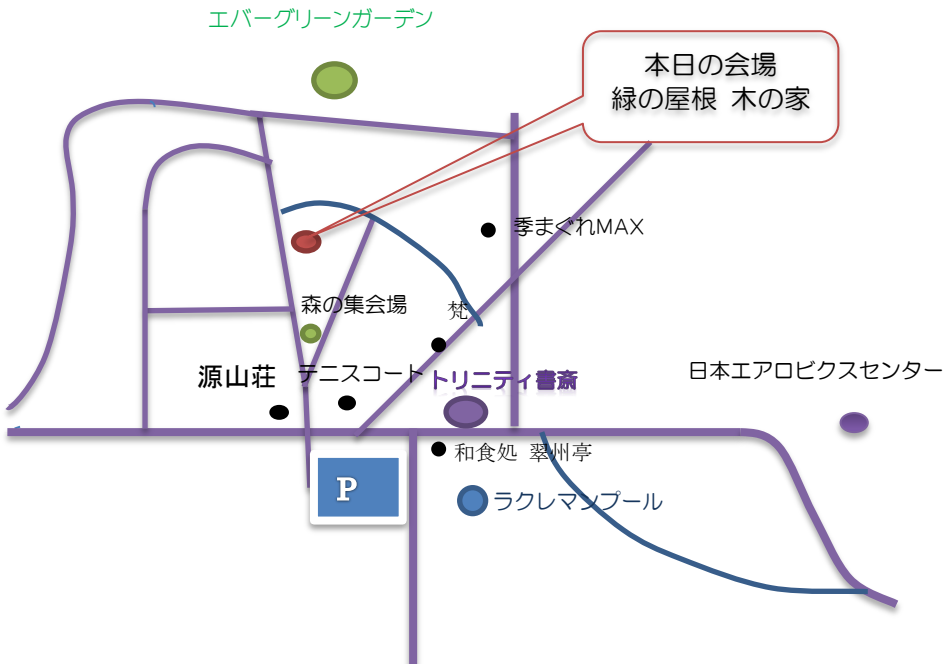 エバーグリーンガーデン
本日の会場
緑の屋根 木の家
季まぐれMAX
森の集会場
梵
源山荘
テニスコート
トリニティ書斎
日本エアロビクスセンター
和食処 翠州亭
P
ラクレマンプール